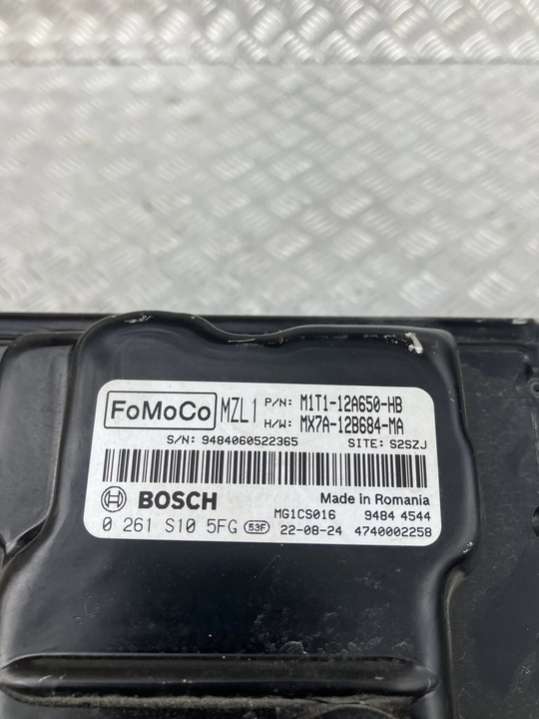 FoMoCo MZL1 P/N: M1T1-12A650-HB
H/W: MX7A-12B684-MA
S/N: 9484060522365 SITE: S2SZJ
BOSCH Made in Romania
MG1CS016 9484 4544
0 261 S10 5FG 53F 22-08-24 4740002258